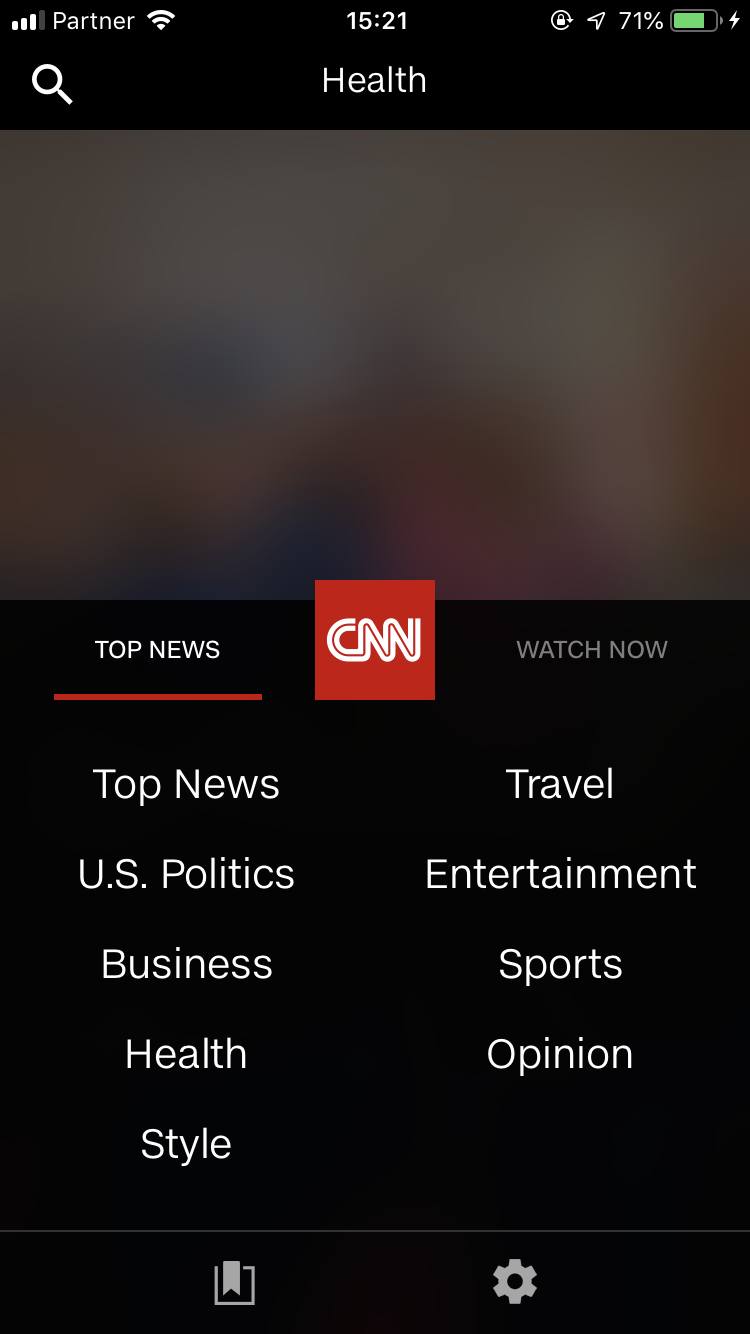 Partner 15:21 71%
Health
TOP NEWS CNN WATCH NOW
Top News Travel
U.S. Politics Entertainment
Business Sports
Health Opinion
Style